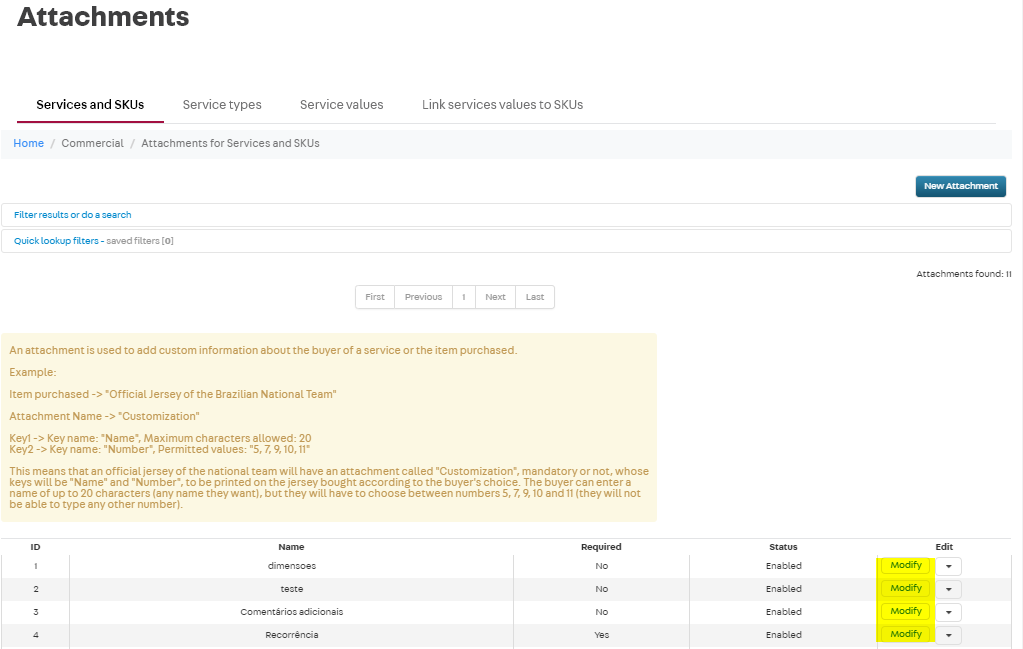 Attachments
Services and SKUs Service types Service values Link services values to SKUs
Home / Commercial / Attachments for Services and SKUs
New Attachment
Filter results or do a search
Quick lookup filters - saved filters [0]
Attachments found: 11
First Previous 1 Next Last
An attachment is used to add custom information about the buyer of a service or the item purchased.
Example:
Item purchased -> "Official Jersey of the Brazilian National Team"
Attachment Name -> "Customization"
Key1 -> Key name: "Name", Maximum characters allowed: 20
Key2 -> Key name: "Number", Permitted values: "5, 7, 9, 10, 11"
This means that an official jersey of the national team will have an attachment called "Customization", mandatory or not, whose
keys will be "Name" and "Number", to be printed on the jersey bought according to the buyer's choice. The buyer can enter a
name of up to 20 characters (any name they want), but they will have to choose between numbers 5, 7, 9, 10 and 11 (they will not
be able to type any other number).
ID Name Required Status Edit
1 dimensoes No Enabled Modify
2 teste No Enabled Modify
3 Comentários adicionais No Enabled Modify
4 Recorrência Yes Enabled Modify